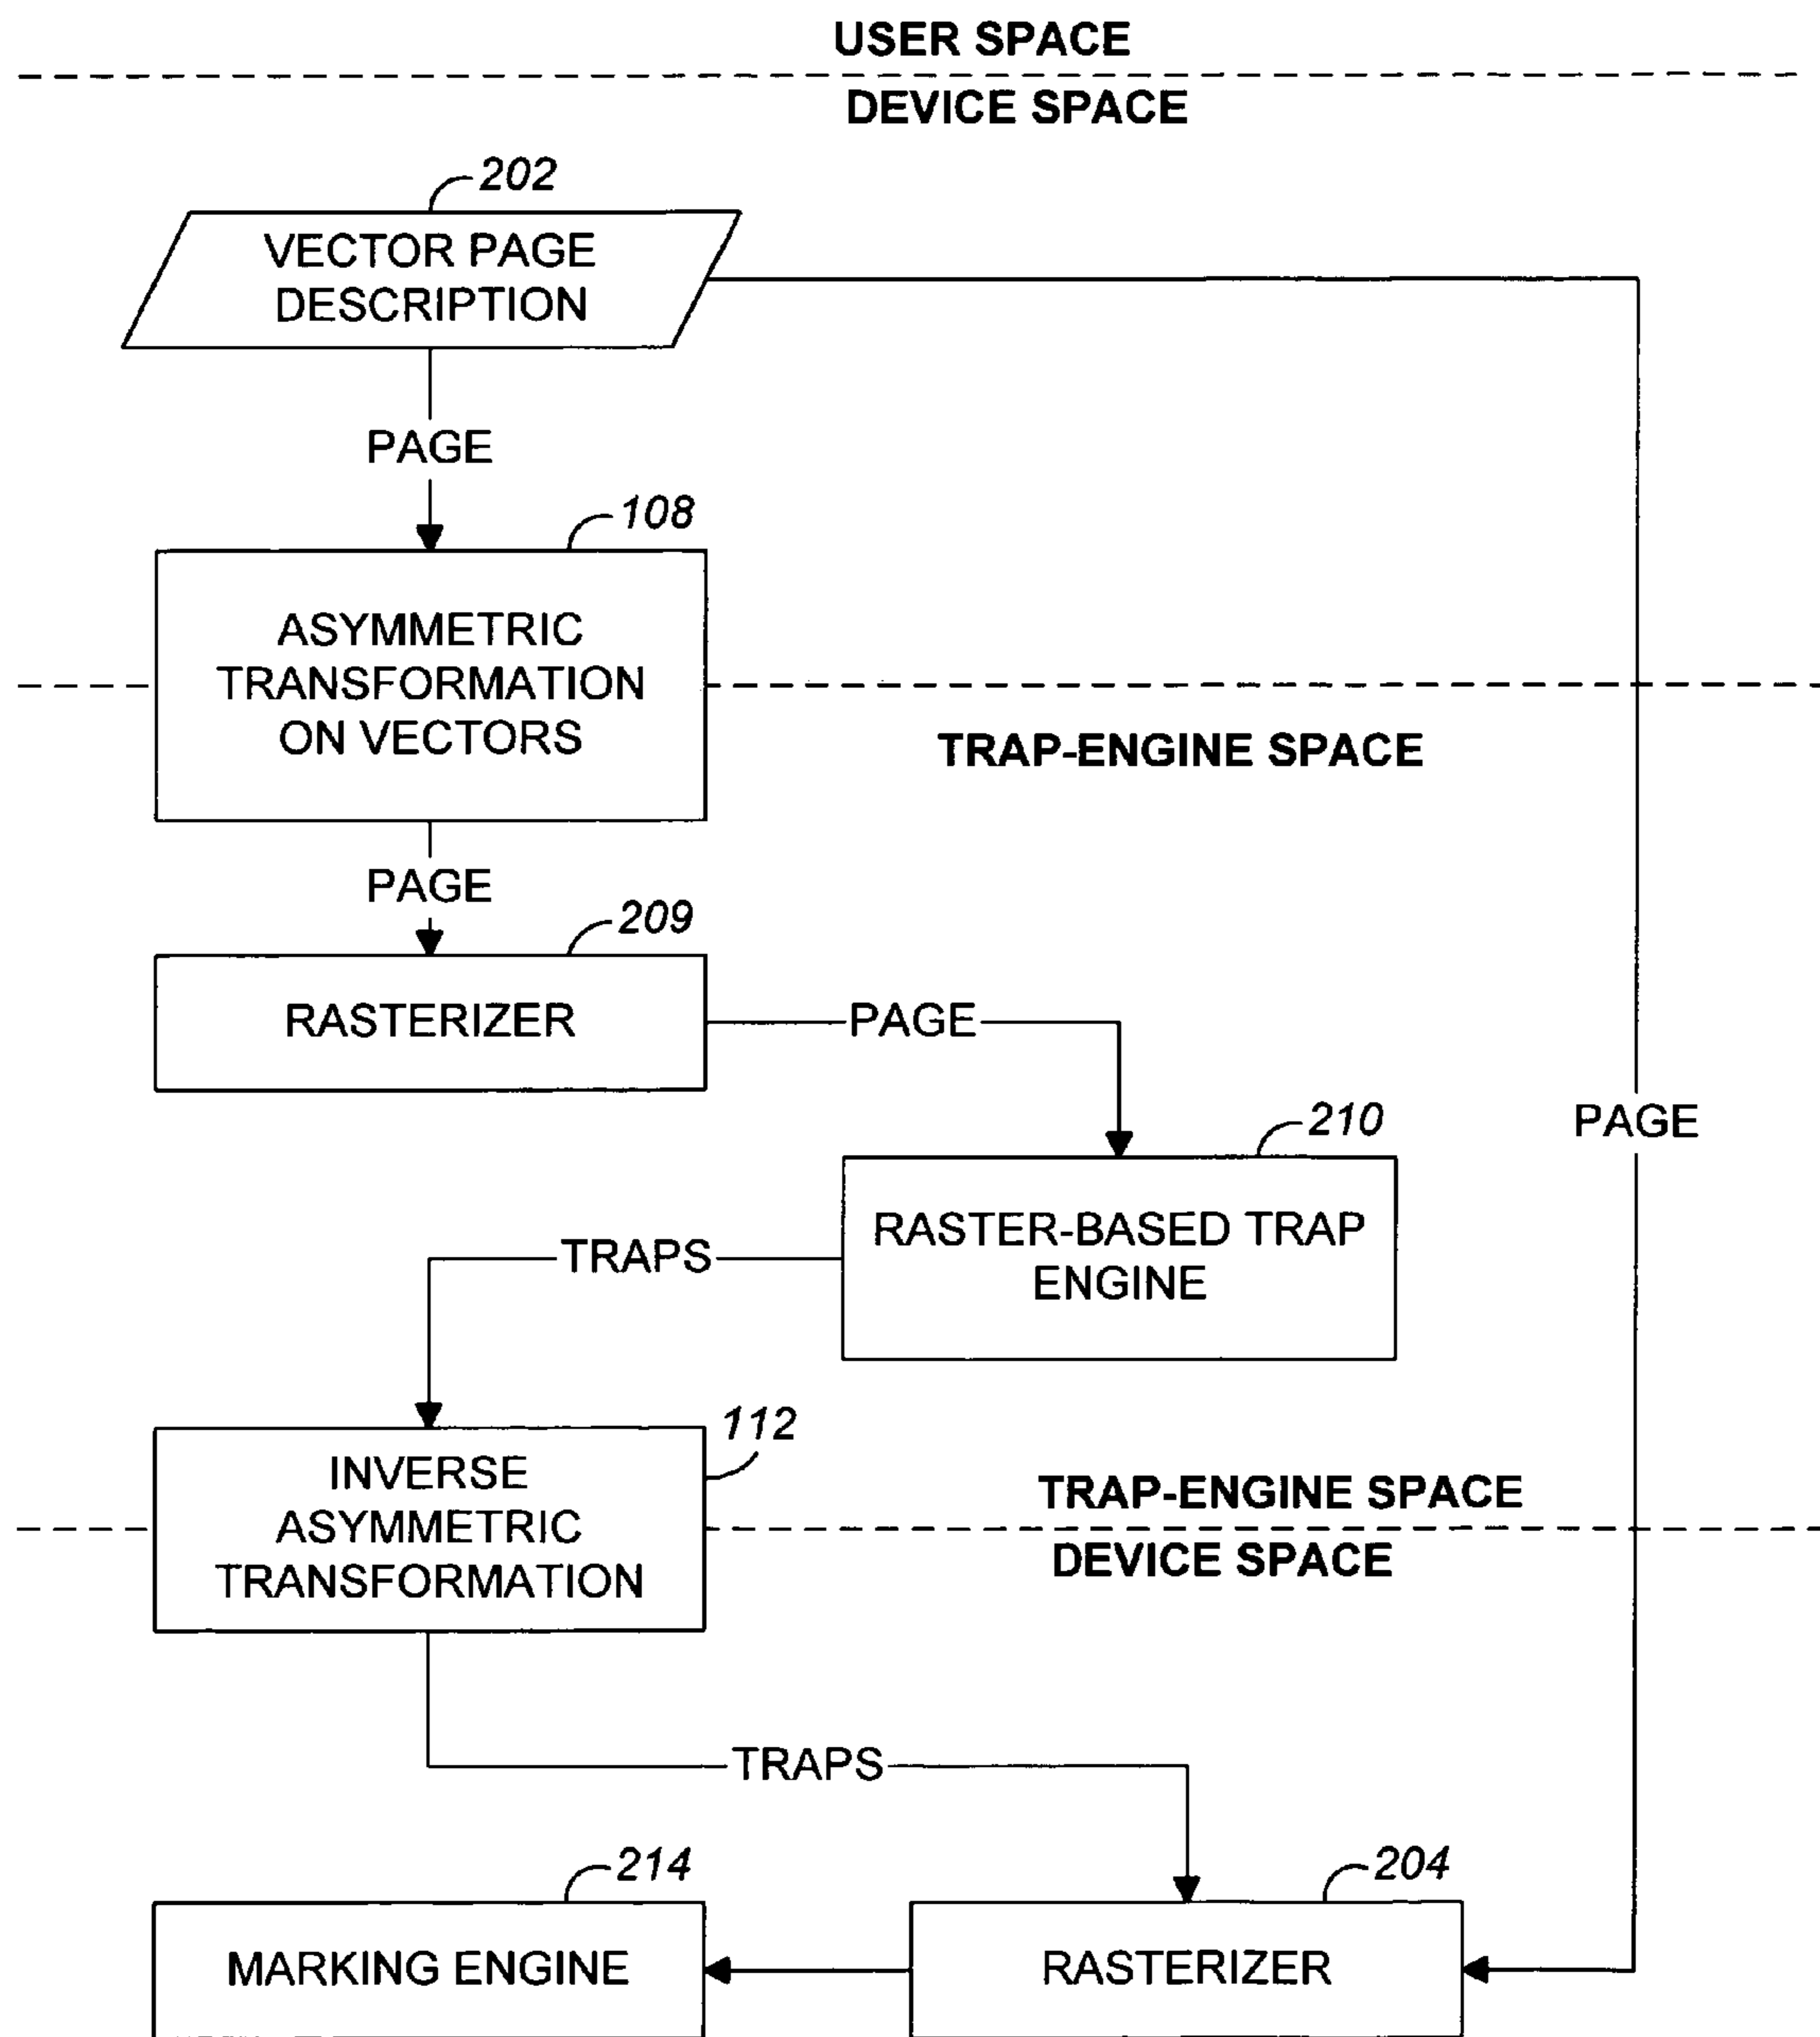 USER SPACE
DEVICE SPACE
202
VECTOR PAGE
DESCRIPTION
PAGE
108
ASYMMETRIC
TRANSFORMATION
ON VECTORS
TRAP-ENGINE SPACE
PAGE
209
RASTERIZER
PAGE
210
PAGE
RASTER-BASED TRAP
ENGINE
TRAPS
112
INVERSE
ASYMMETRIC
TRANSFORMATION
TRAP-ENGINE SPACE
DEVICE SPACE
TRAPS
214
204
MARKING ENGINE
RASTERIZER